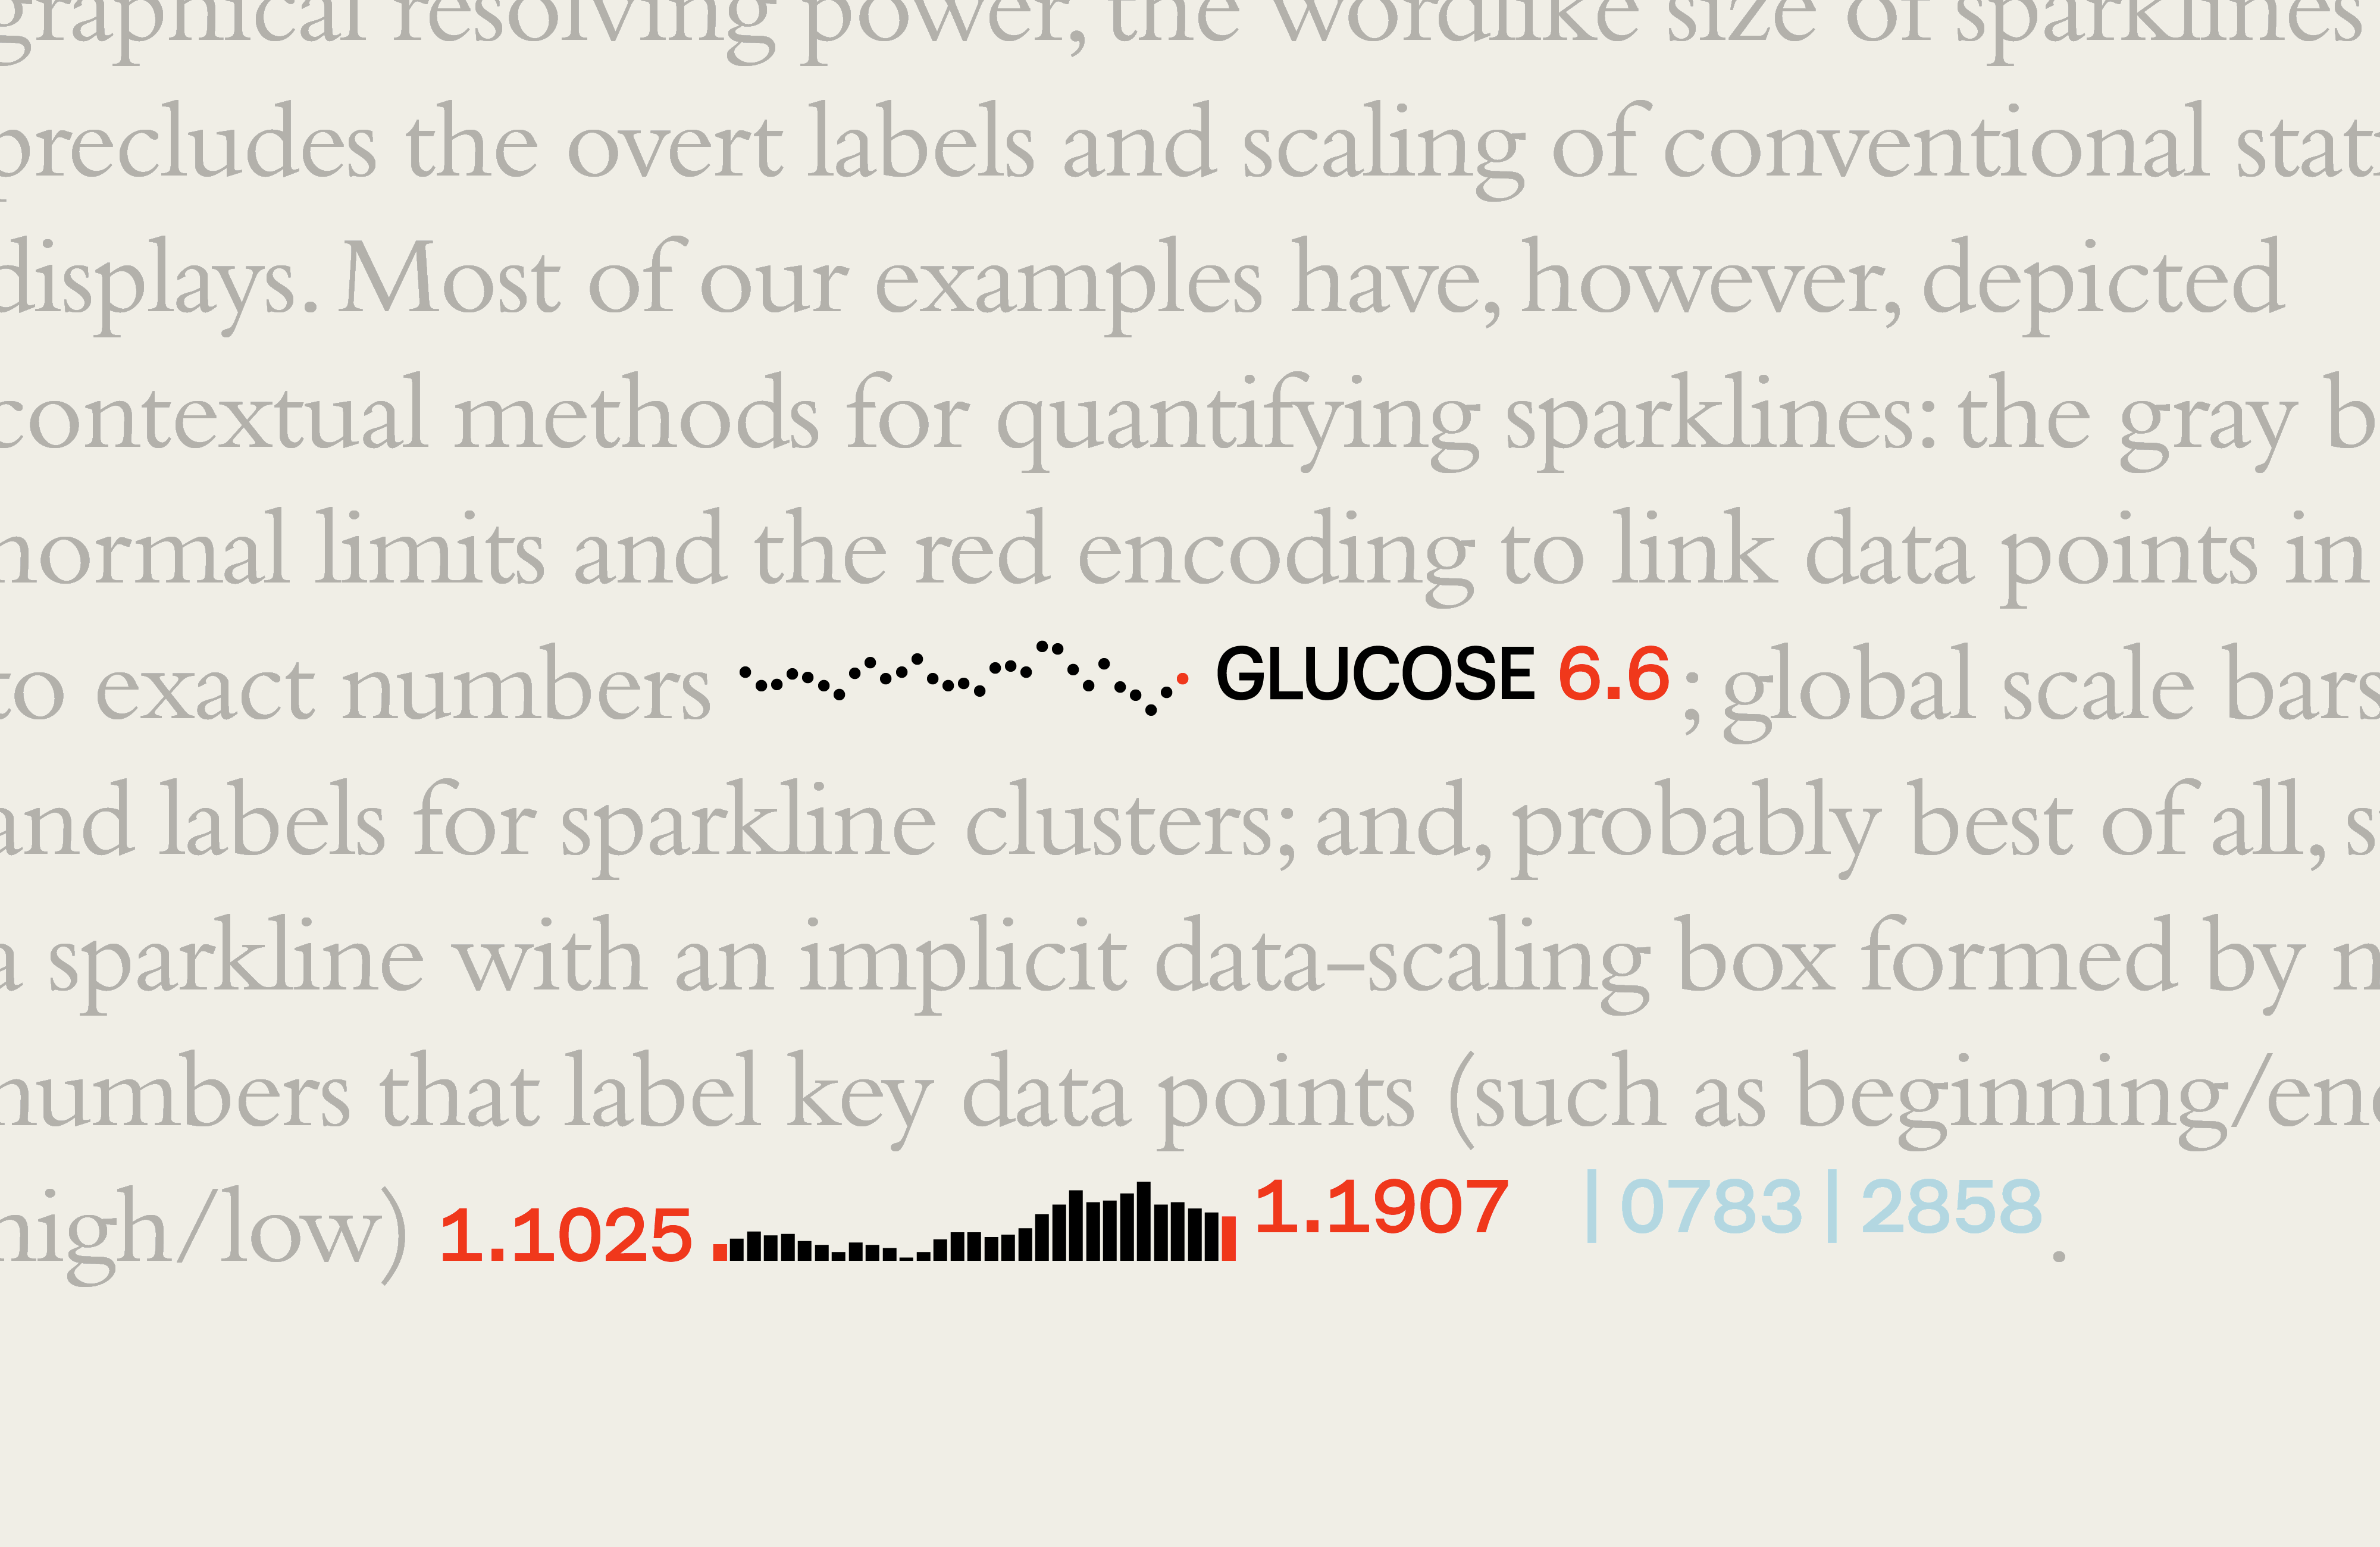 graphical resolving power, the wordlike size of sparklines
precludes the overt labels and scaling of conventional stat
displays. Most of our examples have, however, depicted
contextual methods for quantifying sparklines: the gray b
normal limits and the red encoding to link data points in
to exact numbers GLUCOSE 6.6 ; global scale bars
and labels for sparkline clusters; and, probably best of all, s
a sparkline with an implicit data–scaling box formed by n
numbers that label key data points (such as beginning/end
high/low) 1.1025 1.1907 |0783|2858 .